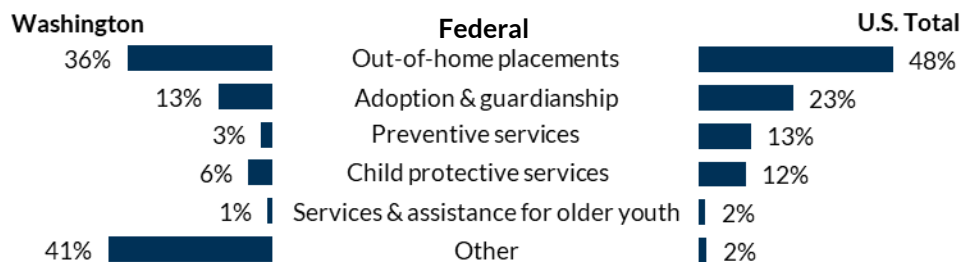 Washington Federal U.S. Total
36% Out-of-home placements 48%
13% Adoption & guardianship 23%
3% Preventive services 13%
6% Child protective services 12%
1% Services & assistance for older youth 2%
41% Other 2%